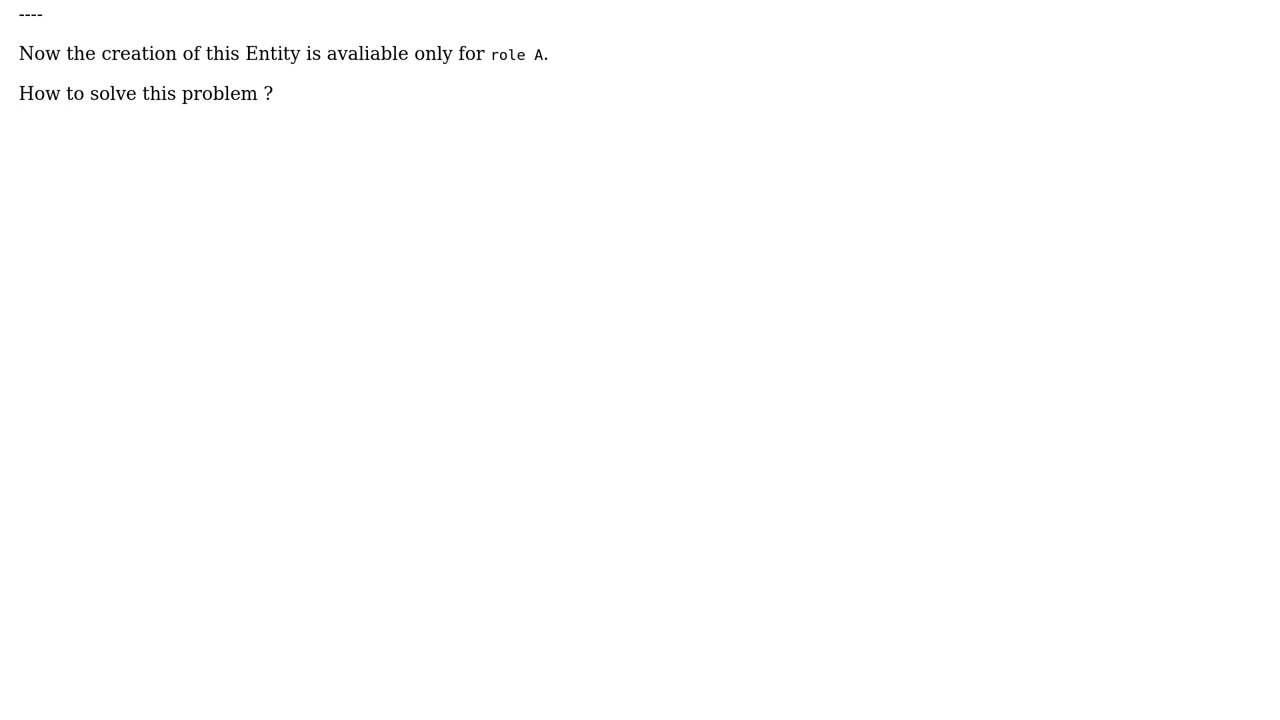 ----
Now the creation of this Entity is avaliable only for role A.
How to solve this problem ?